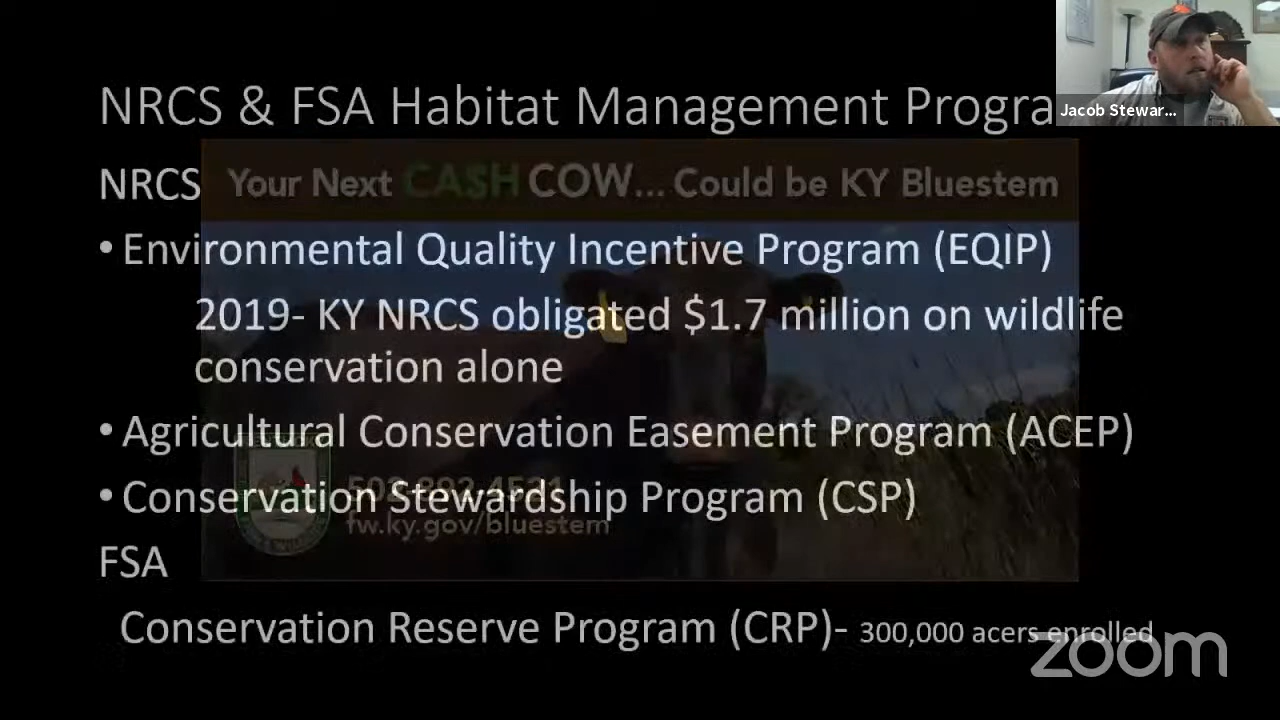 NRCS & FSA Habitat Management Progra
Jacob Stewar...
NRCS
Your Next CASH COW... Could be KY Bluestem
• Environmental Quality Incentive Program (EQIP)
2019- KY NRCS obligated $1.7 million on wildlife
conservation alone
• Agricultural Conservation Easement Program (ACEP)
• Conservation Stewardship Program (CSP)
fw.ky.gov/bluestem
FSA
Conservation Reserve Program (CRP)- 300,000 acers enrolled
zoom